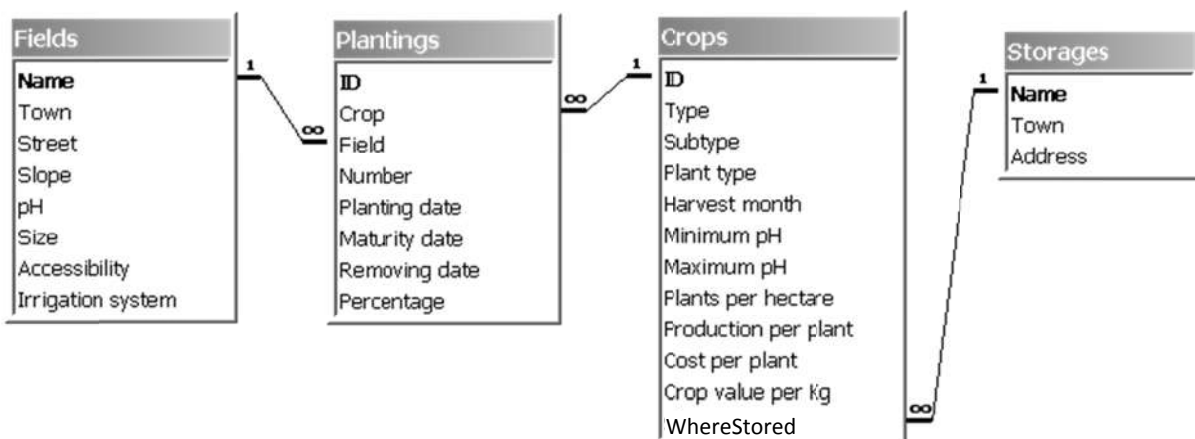 Fields
Name
Town
Street
Slope
pH
Size
Accessibility
Irrigation system
1
∞
Plantings
ID
Crop
Field
Number
Planting date
Maturity date
Removing date
Percentage
∞
1
Crops
ID
Type
Subtype
Plant type
Harvest month
Minimum pH
Maximum pH
Plants per hectare
Production per plant
Cost per plant
Crop value per Kg
WhereStored
∞
1
Storages
Name
Town
Address